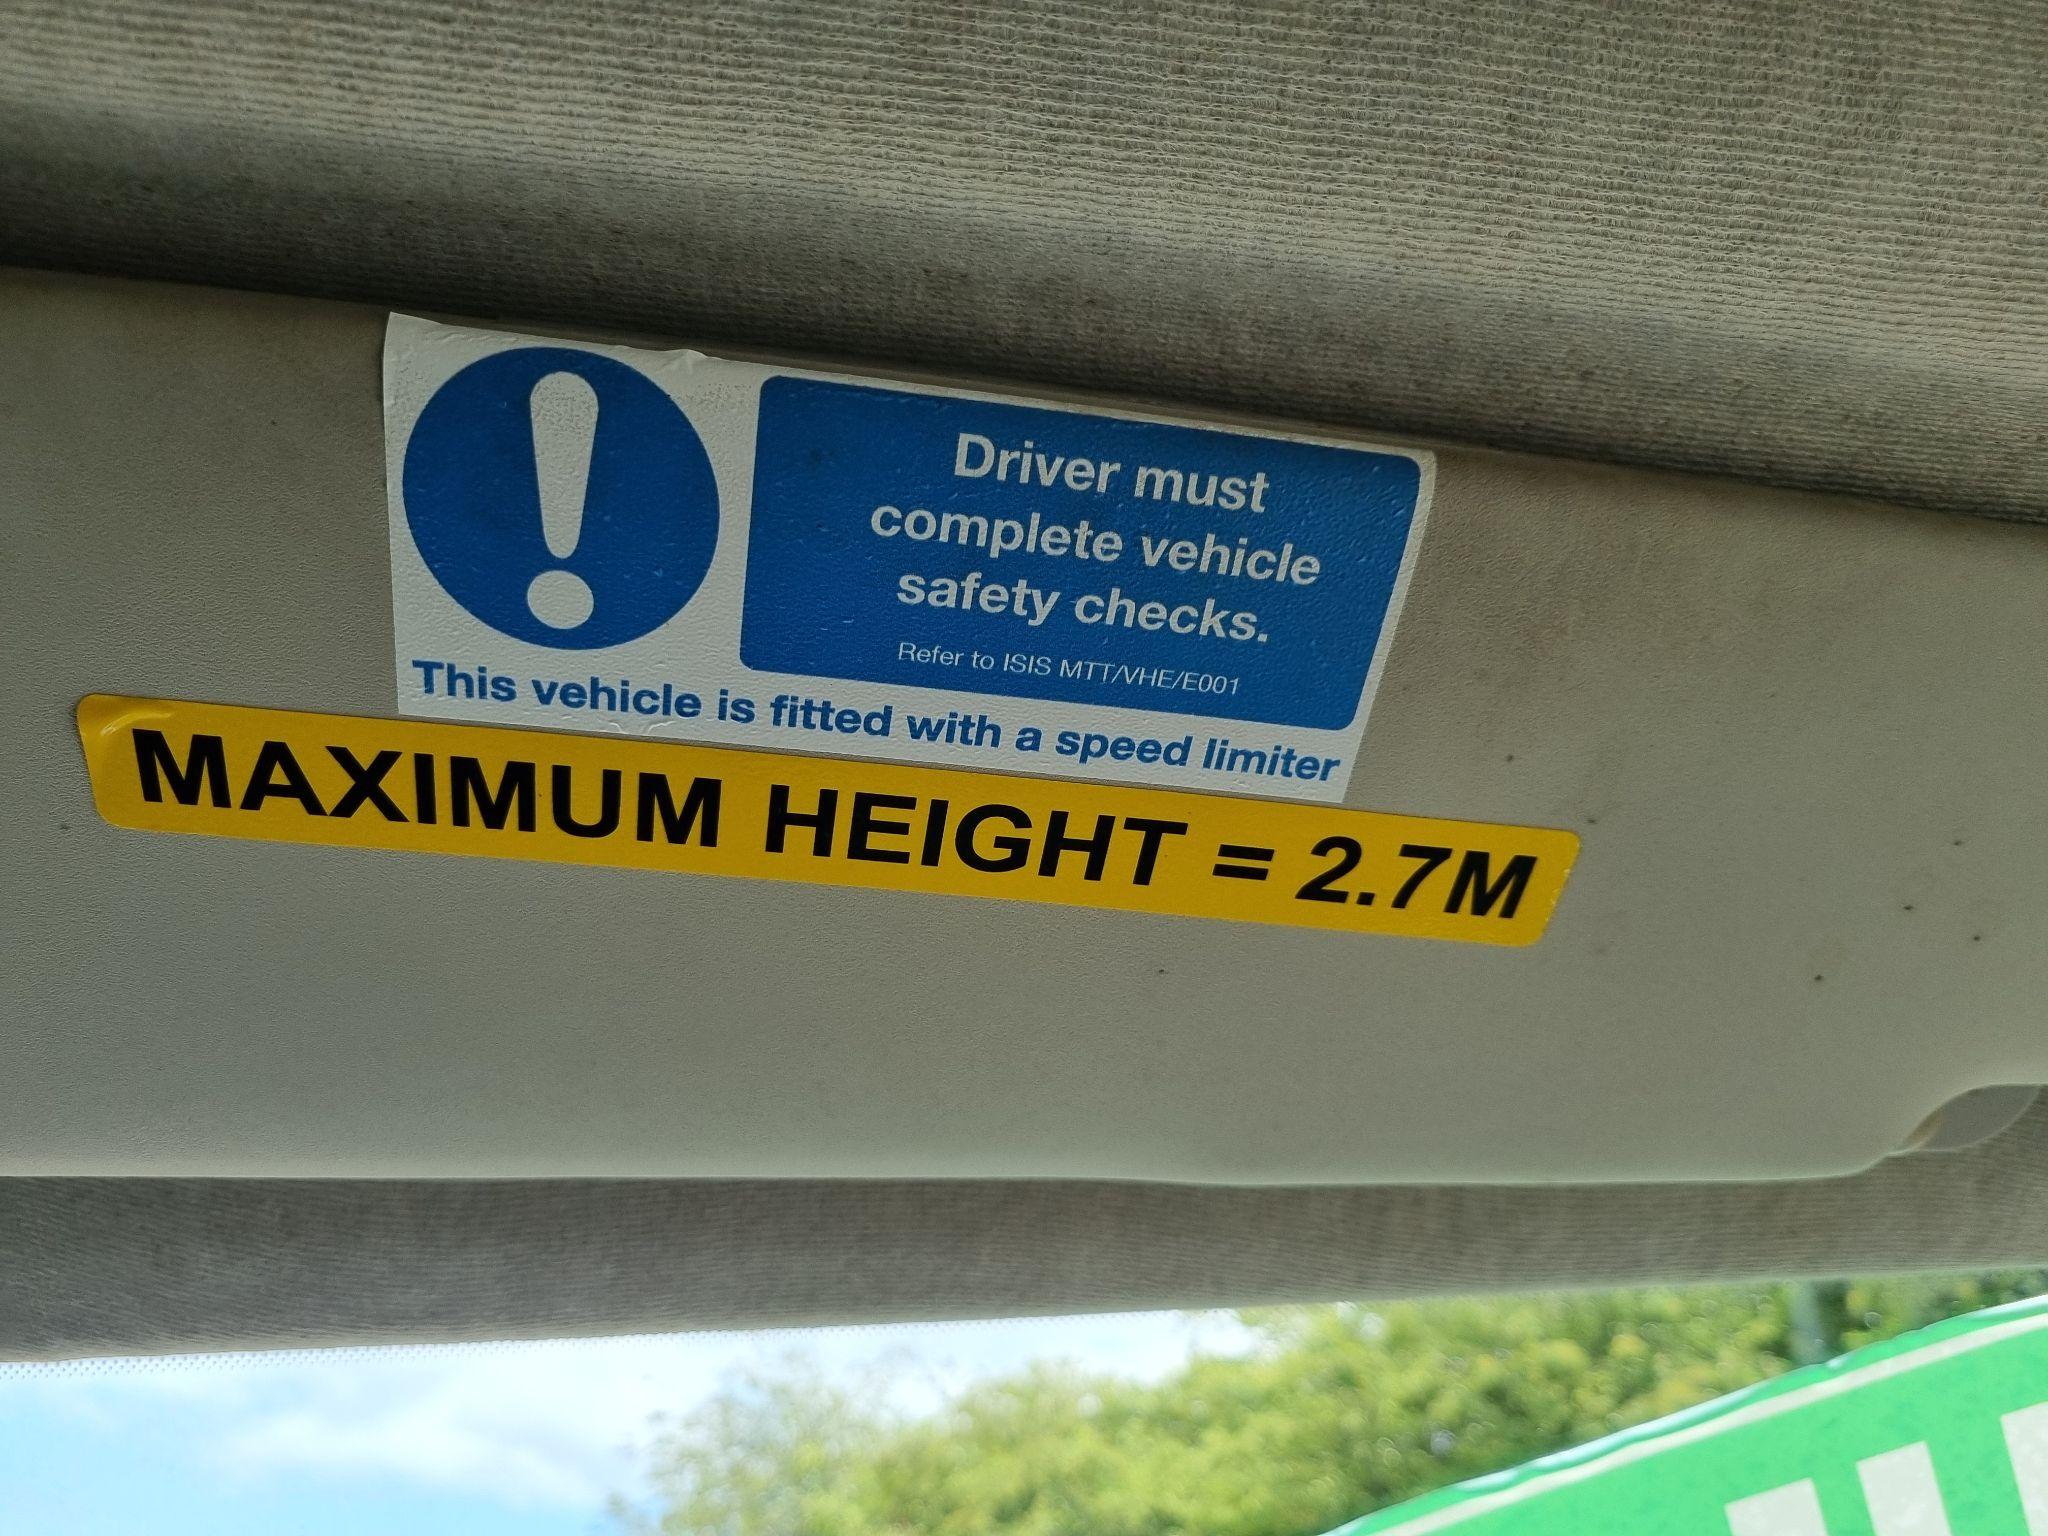 Driver must
complete vehicle
safety checks.
Refer to ISIS MTT/VHE/E001
This vehicle is fitted with a speed limiter
MAXIMUM HEIGHT = 2.7M